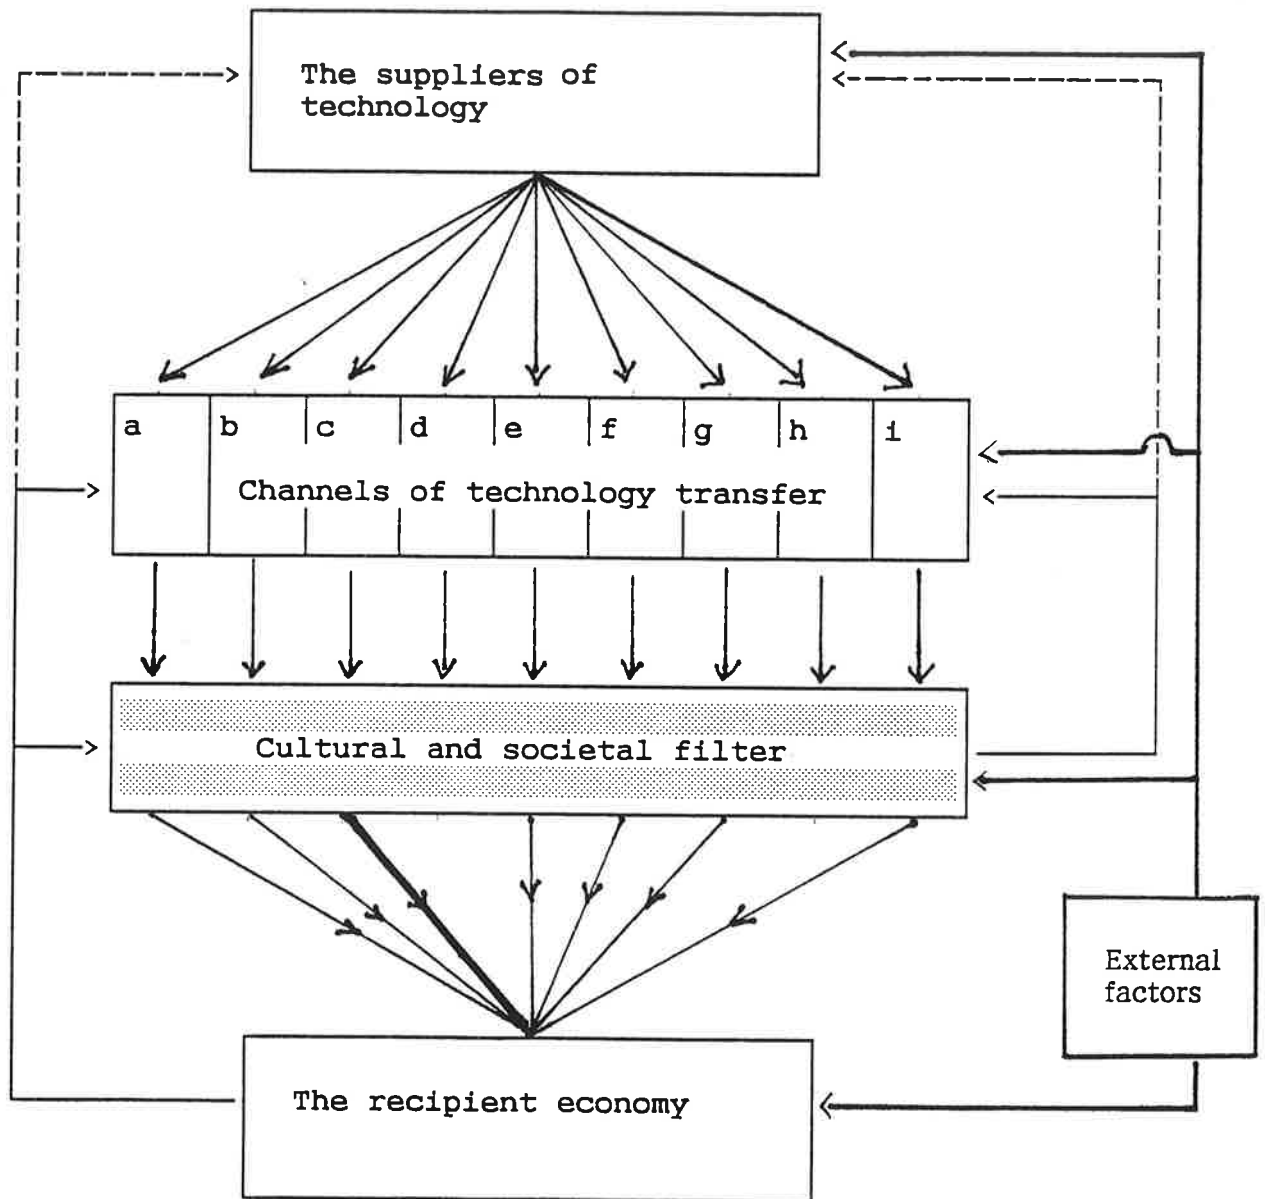 The suppliers of
technology
a b c d e f g h i
Channels of technology transfer
Cultural and societal filter
External
factors
The recipient economy